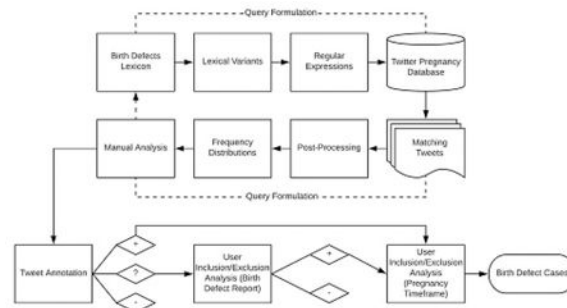 Query Formulation
Birth Defects
Lexicon
Lexical Variants
Regular
Expressions
Twitter Pregnancy
Database
Manual Analysis
Frequency
Distributions
Post-Processing
Matching
Tweets
Query Formulation
Tweet Annotation
+
?
-
User
Inclusion/Exclusion
Analysis (Birth
Defect Report)
+
-
User
Inclusion/Exclusion
Analysis
(Pregnancy
Timeframe)
Birth Defect Cases